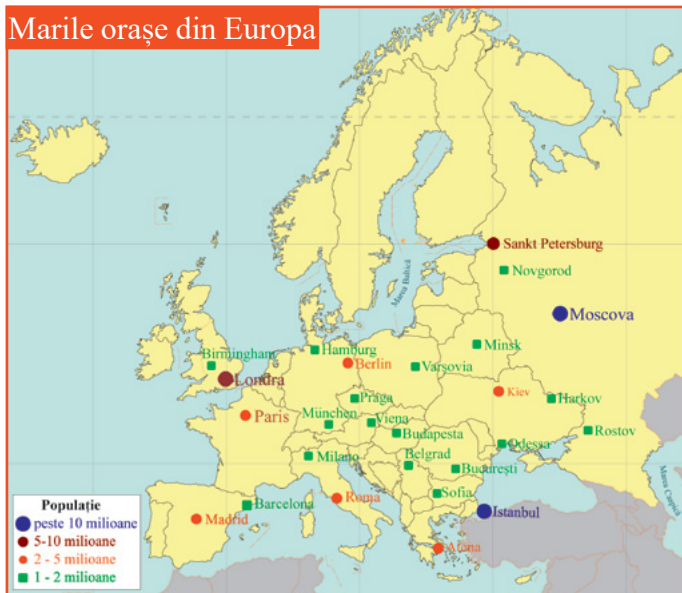 Marile orașe din Europa
Sankt Petersburg
Novgorod
Marea Baltică
Moscova
Minsk
Birmingham
Hamburg
Berlin
Varsovia
Londra
Kiev
Praga
Harkov
Paris
München
Viena
Budapesta
Rostov
Odessa
Milano
Belgrad
București
Marea Caspică
Sofia
Istanbul
Barcelona
Roma
Madrid
Atena
Populație
peste 10 milioane
5-10 milioane
2 - 5 milioane
1 - 2 milioane